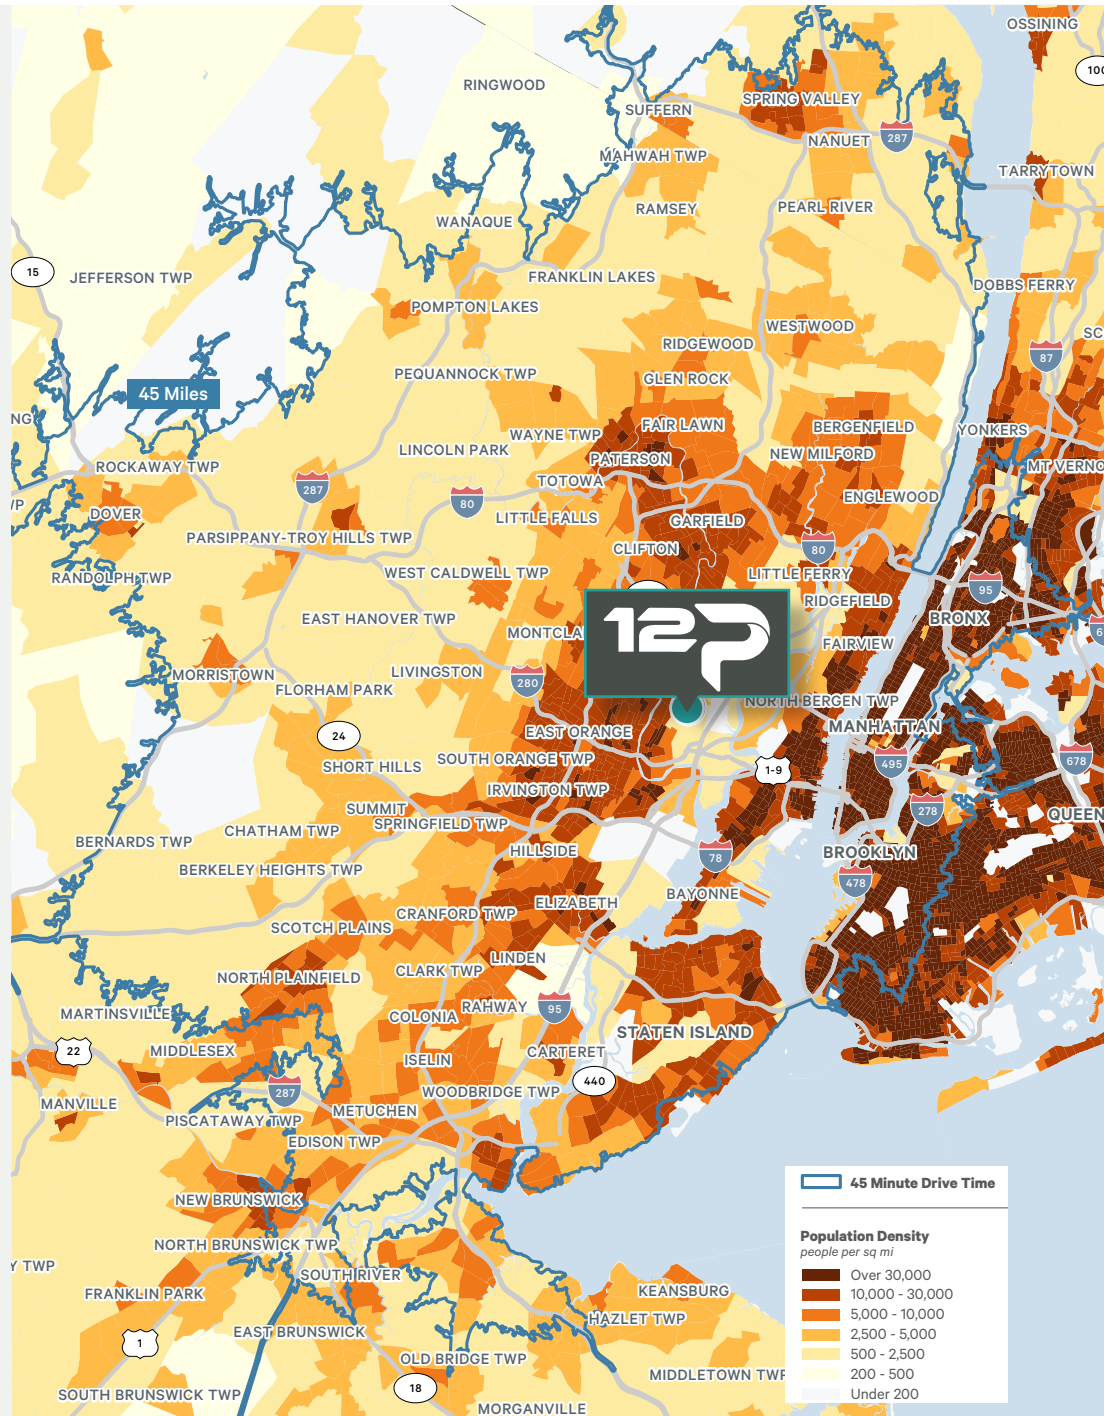 OSSINING
100
RINGWOOD
SPRING VALLEY
SUFFERN
NANUET
287
MAHWAH TWP
TARRYTOWN
RAMSEY
PEARL RIVER
WANAQUE
15
JEFFERSON TWP
FRANKLIN LAKES
DOBBS FERRY
POMPTON LAKES
WESTWOOD
SC
RIDGEWOOD
87
PEQUANNOCK TWP
GLEN ROCK
45 Miles
NG
FAIR LAWN
BERGENFIELD
YONKERS
WAYNE TWP
LINCOLN PARK
PATERSON
NEW MILFORD
MT VERNO
ROCKAWAY TWP
TOTOWA
287
80
ENGLEWOOD
VP
DOVER
LITTLE FALLS
GARFIELD
PARSIPPANY-TROY HILLS TWP
CLIFTON
80
RANDOLPH TWP
WEST CALDWELL TWP
LITTLE FERRY
95
RIDGEFIELD
EAST HANOVER TWP
BRONX
MONTCLA
12P
FAIRVIEW
6
MORRISTOWN
LIVINGSTON
280
FLORHAM PARK
NORTH BERGEN TWP
24
EAST ORANGE
MANHATTAN
SHORT HILLS
SOUTH ORANGE TWP
1-9
495
678
IRVINGTON TWP
SUMMIT
278
QUEEN
SPRINGFIELD TWP
CHATHAM TWP
BERNARDS TWP
HILLSIDE
78
BROOKLYN
BERKELEY HEIGHTS TWP
478
BAYONNE
ELIZABETH
CRANFORD TWP
SCOTCH PLAINS
LINDEN
CLARK TWP
NORTH PLAINFIELD
RAHWAY
95
MARTINSVILLE
COLONIA
STATEN ISLAND
22
MIDDLESEX
ISELIN
CARTERET
440
287
WOODBRIDGE TWP
MANVILLE
METUCHEN
PISCATAWAY TWP
EDISON TWP
45 Minute Drive Time
NEW BRUNSWICK
Population Density
people per sq mi
NORTH BRUNSWICK TWP
Y TWP
SOUTH RIVER
Over 30,000
FRANKLIN PARK
KEANSBURG
10,000 - 30,000
5,000 - 10,000
HAZLET TWP
EAST BRUNSWICK
2,500 - 5,000
1
500 - 2,500
OLD BRIDGE TWP
200 - 500
MIDDLETOWN TWP
18
SOUTH BRUNSWICK TWP
Under 200
MORGANVILLE